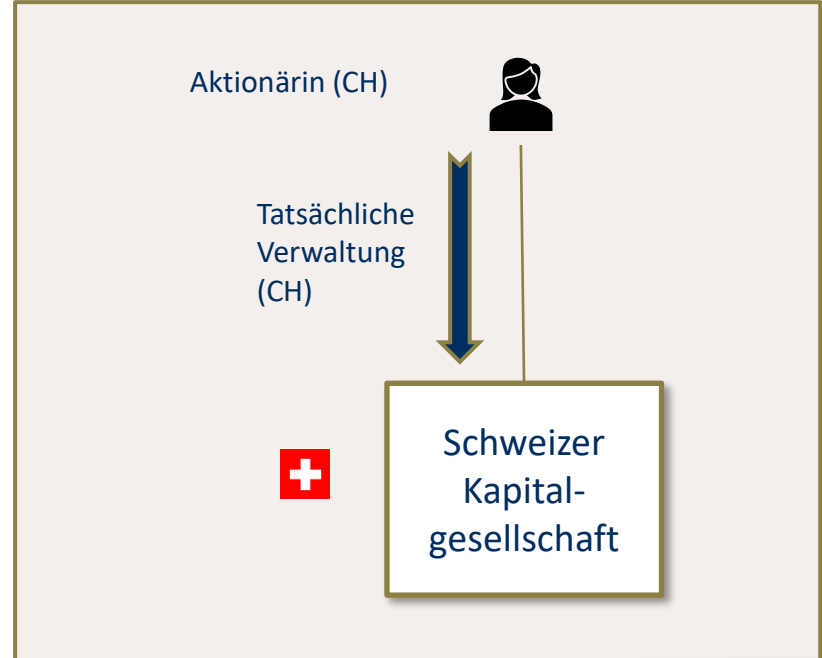 Aktionärin (CH)
Tatsächliche
Verwaltung
(CH)
Schweizer
Kapital-
gesellschaft